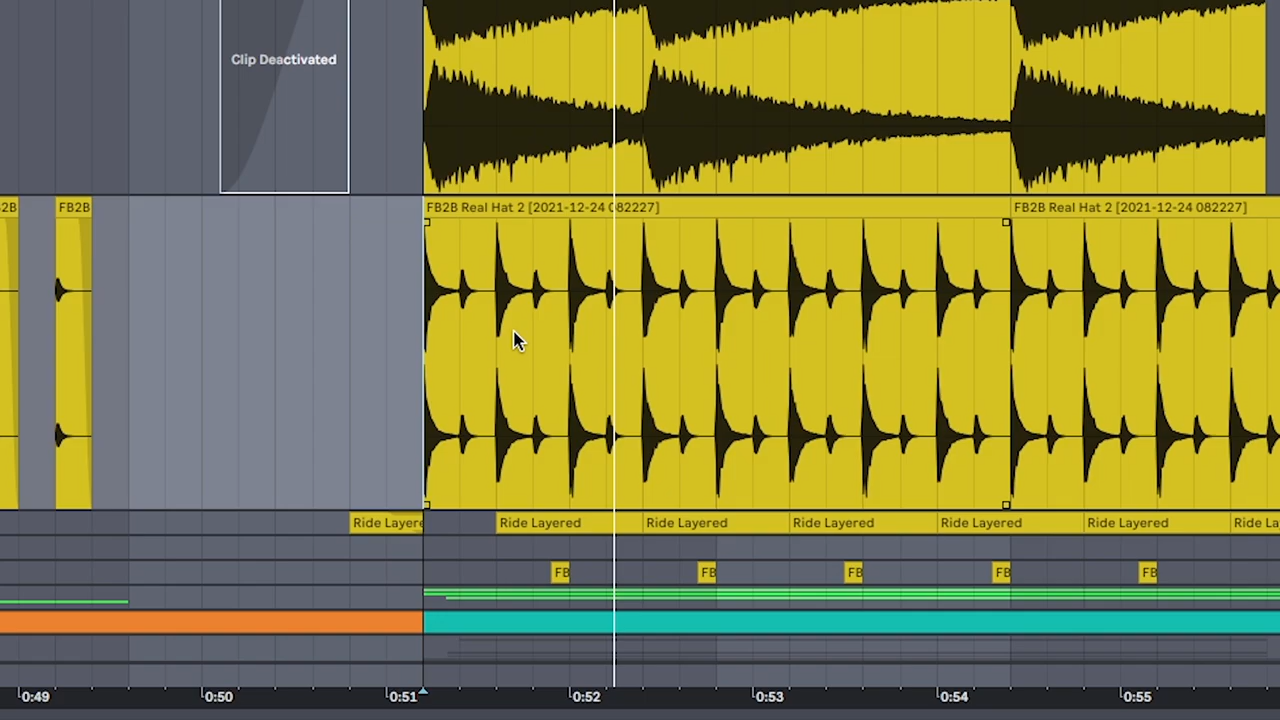 Clip Deactivated
2B
FB2B
FB2B Real Hat 2 [2021-12-24 082227]
FB2B Real Hat 2 [2021-12-24 082227]
Ride Layere
Ride Layered
Ride Layered
Ride Layered
Ride Layered
Ride Layered
Ride La
FB
FB
FB
FB
FB
0:49
0:50
0:51
0:52
0:53
0:54
0:55